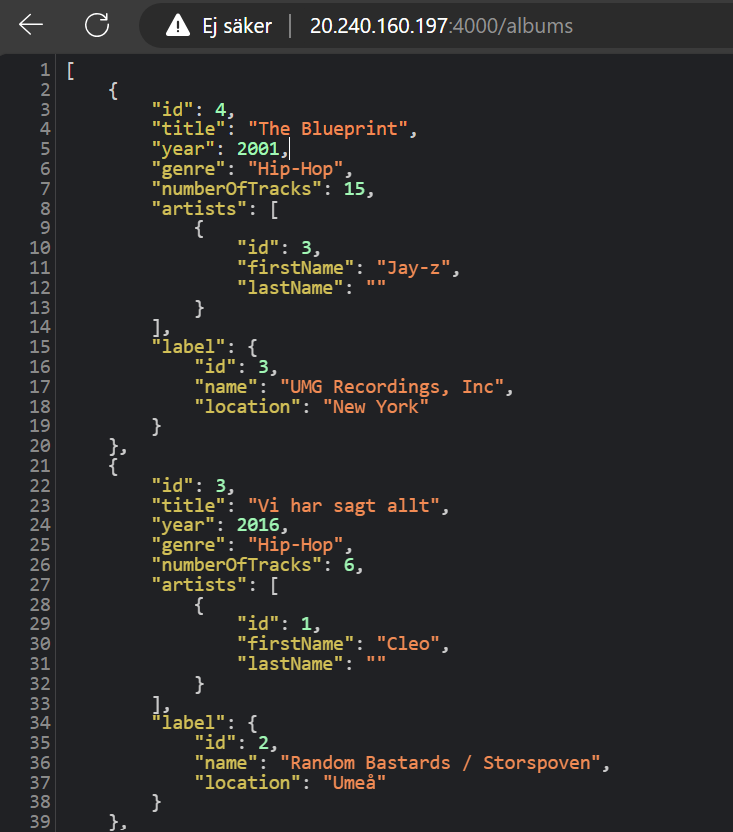 Ej säker | 20.240.160.197:4000/albums
1 [
2     {
3         "id": 4,
4         "title": "The Blueprint",
5         "year": 2001,
6         "genre": "Hip-Hop",
7         "numberOfTracks": 15,
8         "artists": [
9             {
10                 "id": 3,
11                 "firstName": "Jay-z",
12                 "lastName": ""
13             }
14         ],
15         "label": {
16             "id": 3,
17             "name": "UMG Recordings, Inc",
18             "location": "New York"
19         }
20     },
21     {
22         "id": 3,
23         "title": "Vi har sagt allt",
24         "year": 2016,
25         "genre": "Hip-Hop",
26         "numberOfTracks": 6,
27         "artists": [
28             {
29                 "id": 1,
30                 "firstName": "Cleo",
31                 "lastName": ""
32             }
33         ],
34         "label": {
35             "id": 2,
36             "name": "Random Bastards / Storspoven",
37             "location": "Umeå"
38         }
39     },